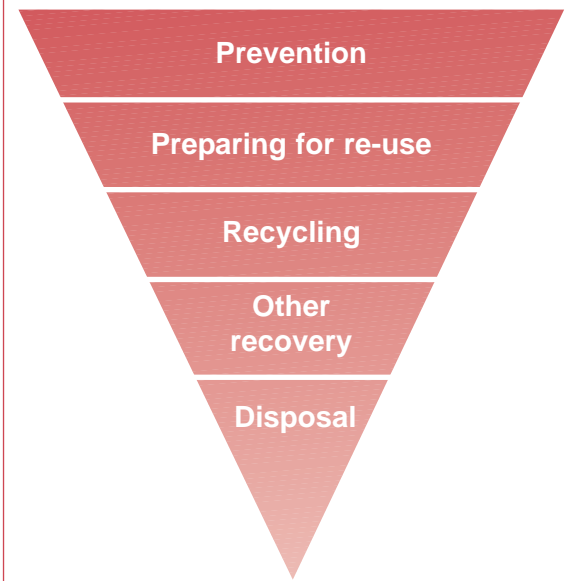 Prevention
Preparing for re-use
Recycling
Other
recovery
Disposal